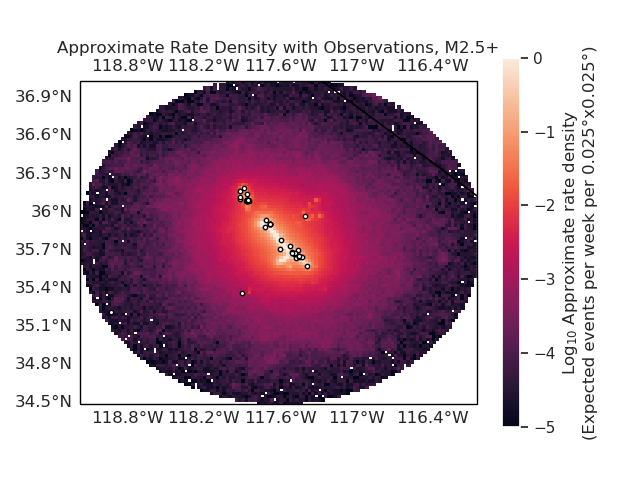 Approximate Rate Density with Observations, M2.5+
118.8°W 118.2°W 117.6°W 117°W 116.4°W
36.9°N
36.6°N
36.3°N
36°N
35.7°N
35.4°N
35.1°N
34.8°N
34.5°N
118.8°W 118.2°W 117.6°W 117°W 116.4°W
0
−1
−2
−3
−4
−5
Log10 Approximate rate density
(Expected events per week per 0.025°x0.025°)